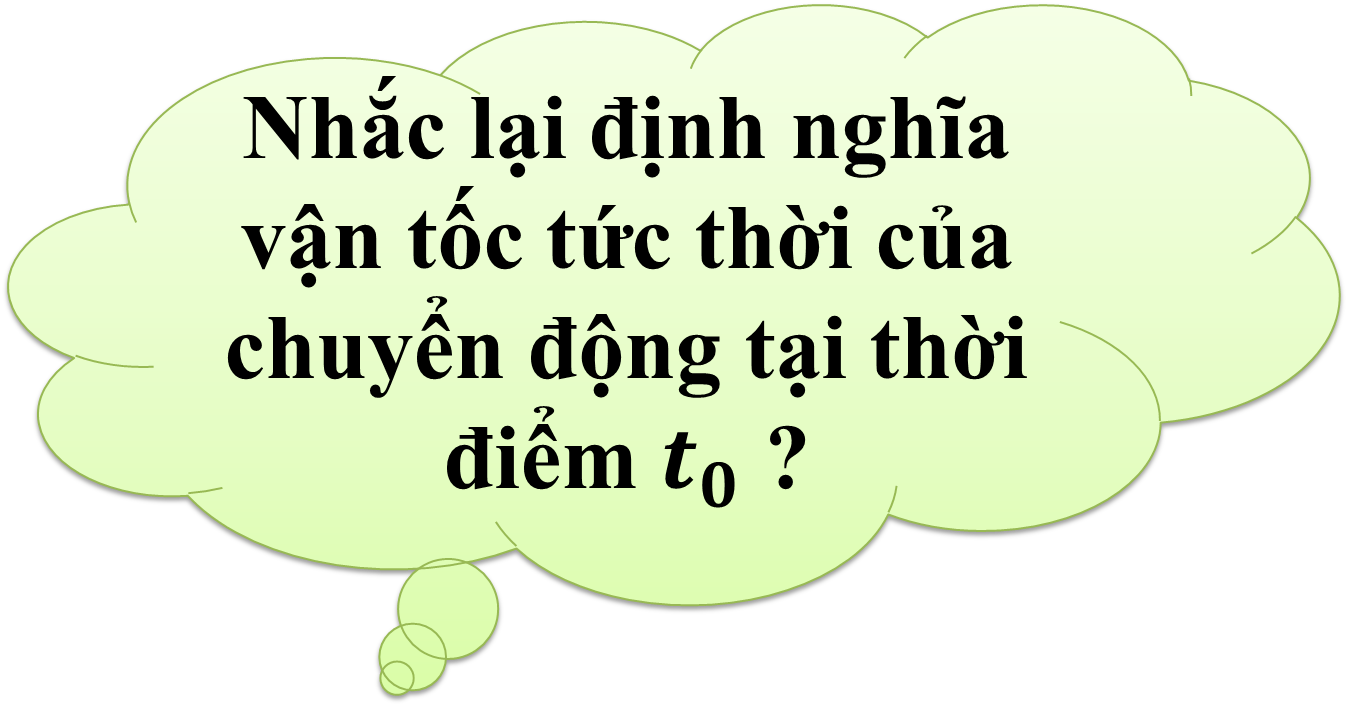 Nhắc lại định nghĩa
vận tốc tức thời của
chuyển động tại thời
điểm t₀ ?